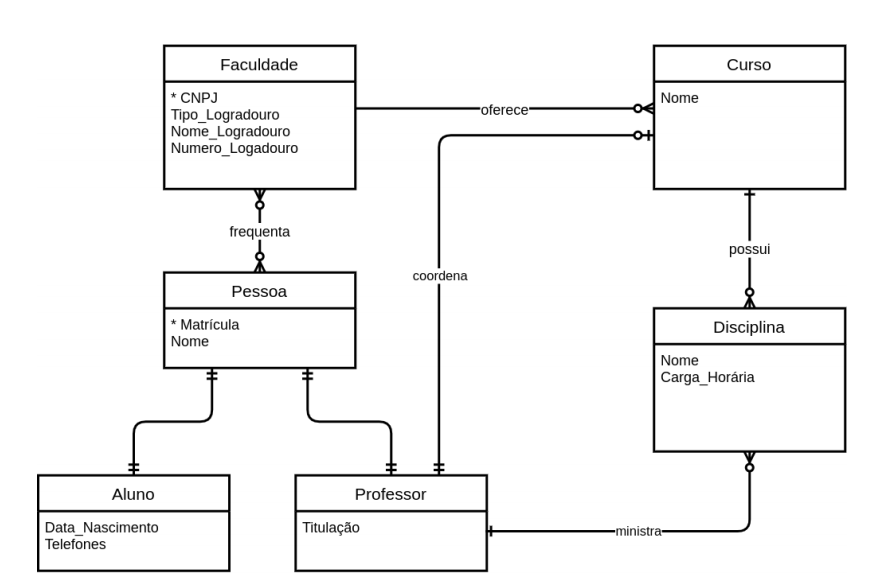 Faculdade
* CNPJ
Tipo_Logradouro
Nome_Logradouro
Numero_Logadouro
oferece
Curso
Nome
frequenta
coordena
possui
Pessoa
* Matrícula
Nome
Disciplina
Nome
Carga_Horária
Aluno
Data_Nascimento
Telefones
Professor
Titulação
ministra